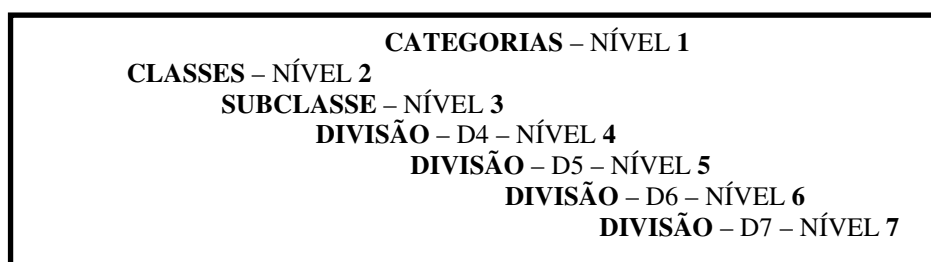 CATEGORIAS – NÍVEL 1
CLASSES – NÍVEL 2
SUBCLASSE – NÍVEL 3
DIVISÃO – D4 – NÍVEL 4
DIVISÃO – D5 – NÍVEL 5
DIVISÃO – D6 – NÍVEL 6
DIVISÃO – D7 – NÍVEL 7